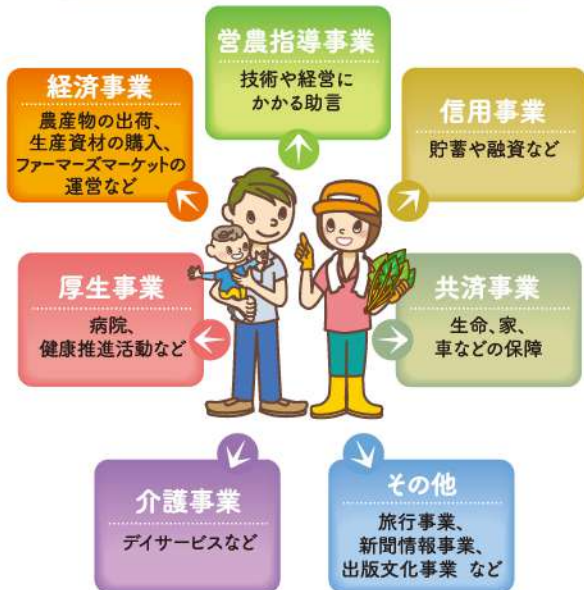 営農指導事業
技術や経営に
かかる助言
経済事業
農産物の出荷、
生産資材の購入、
ファーマーズマーケットの
運営など
信用事業
貯蓄や融資など
厚生事業
病院、
健康推進活動など
共済事業
生命、家、
車などの保障
介護事業
デイサービスなど
その他
旅行事業、
新聞情報事業、
出版文化事業 など